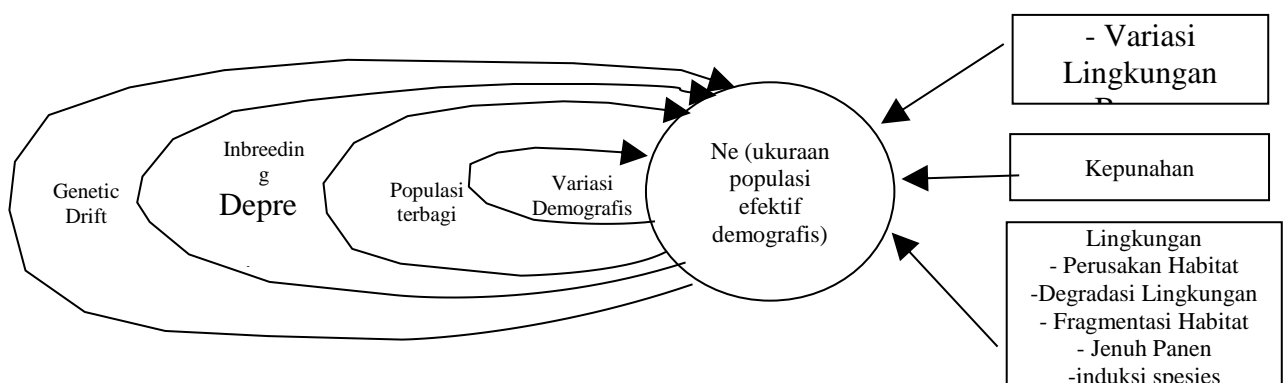 Genetic
Drift
Inbreedin
g
Depre
Populasi
terbagi
Variasi
Demografis
Ne (ukuraan
populasi
efektif
demografis)
- Variasi
Lingkungan
Kepunahan
Lingkungan
- Perusakan Habitat
-Degradasi Lingkungan
- Fragmentasi Habitat
- Jenuh Panen
-induksi spesies